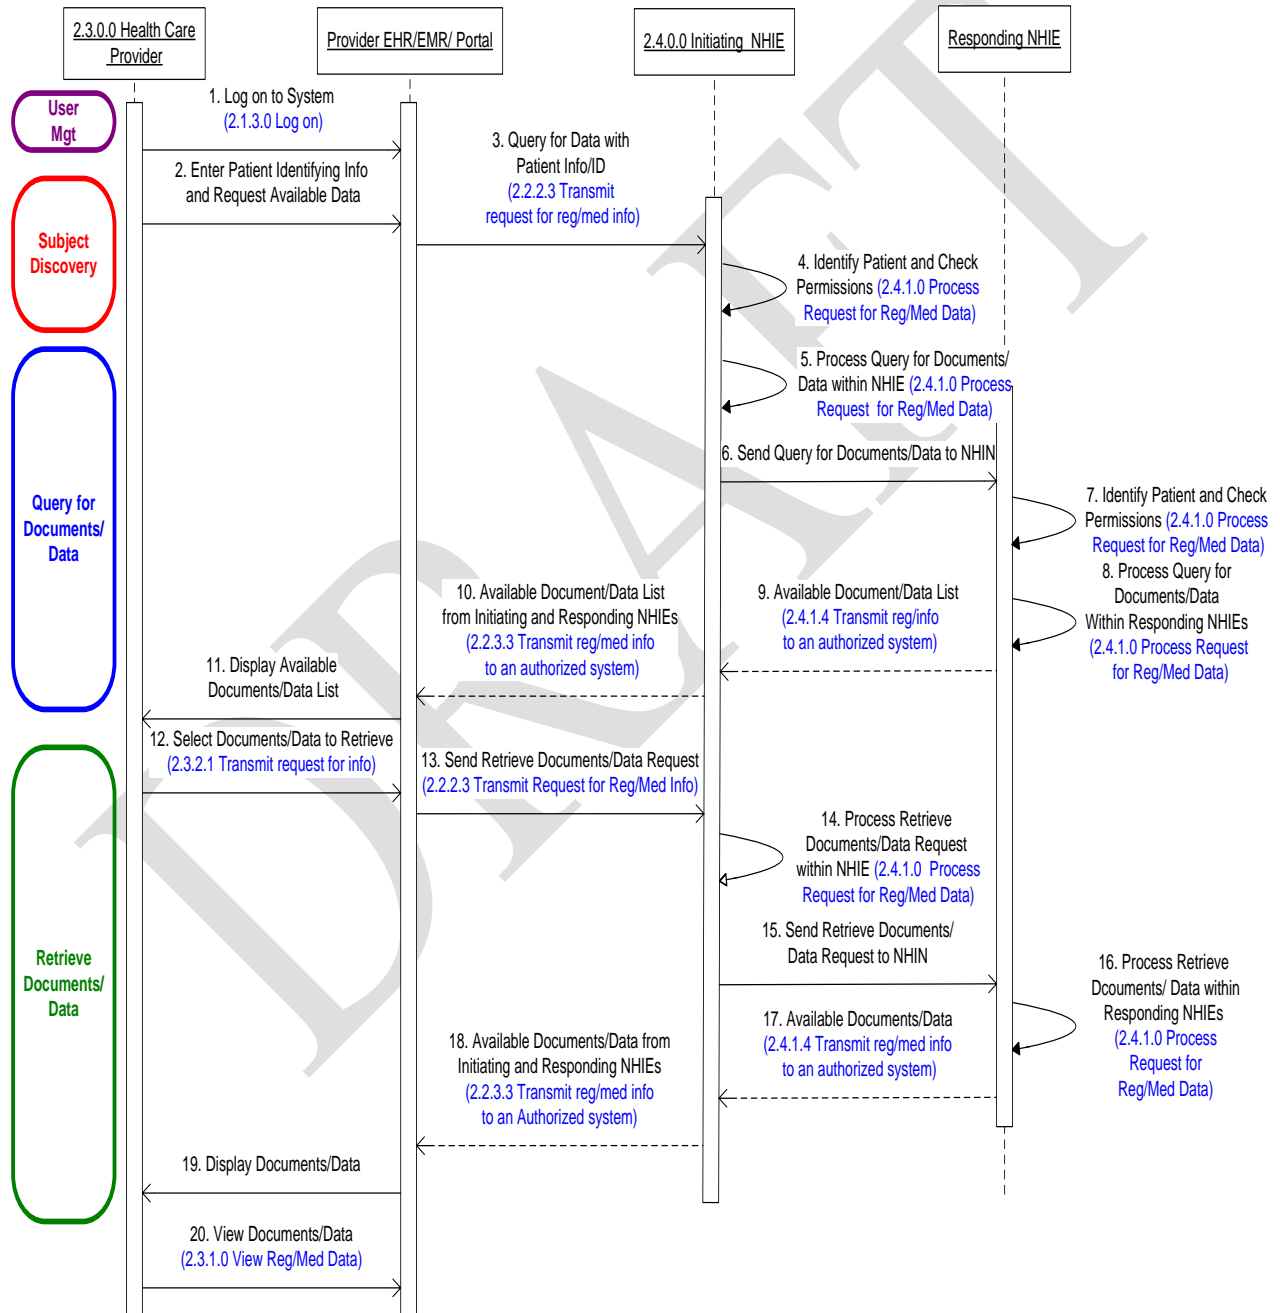 2.3.0.0 Health Care
Provider
Provider EHR/EMR/ Portal
2.4.0.0 Initiating  NHIE
Responding NHIE
User
Mgt
1. Log on to System
(2.1.3.0 Log on)
2. Enter Patient Identifying Info
and Request Available Data
3. Query for Data with
Patient Info/ID
(2.2.2.3 Transmit
request for reg/med info)
Subject
Discovery
4. Identify Patient and Check
Permissions (2.4.1.0 Process
Request for Reg/Med Data)
5. Process Query for Documents/
Data within NHIE (2.4.1.0 Process
Request  for Reg/Med Data)
6. Send Query for Documents/Data to NHIN
Query for
Documents/
Data
7. Identify Patient and Check
Permissions (2.4.1.0 Process
Request for Reg/Med Data)
8. Process Query for
Documents/Data
Within Responding NHIEs
(2.4.1.0 Process Request
for Reg/Med Data)
9. Available Document/Data List
(2.4.1.4 Transmit reg/info
to an authorized system)
10. Available Document/Data List
from Initiating and Responding NHIEs
(2.2.3.3 Transmit reg/med info
to an authorized system)
11. Display Available
Documents/Data List
12. Select Documents/Data to Retrieve
(2.3.2.1 Transmit request for info)
13. Send Retrieve Documents/Data Request
(2.2.2.3 Transmit Request for Reg/Med Info)
14. Process Retrieve
Documents/Data Request
within NHIE (2.4.1.0  Process
Request for Reg/Med Data)
15. Send Retrieve Documents/
Data Request to NHIN
Retrieve
Documents/
Data
16. Process Retrieve
Dcouments/ Data within
Responding NHIEs
(2.4.1.0 Process
Request for
Reg/Med Data)
17. Available Documents/Data
(2.4.1.4 Transmit reg/med info
to an authorized system)
18. Available Documents/Data from
Initiating and Responding NHIEs
(2.2.3.3 Transmit reg/med info
to an Authorized system)
19. Display Documents/Data
20. View Documents/Data
(2.3.1.0 View Reg/Med Data)
DRAFT